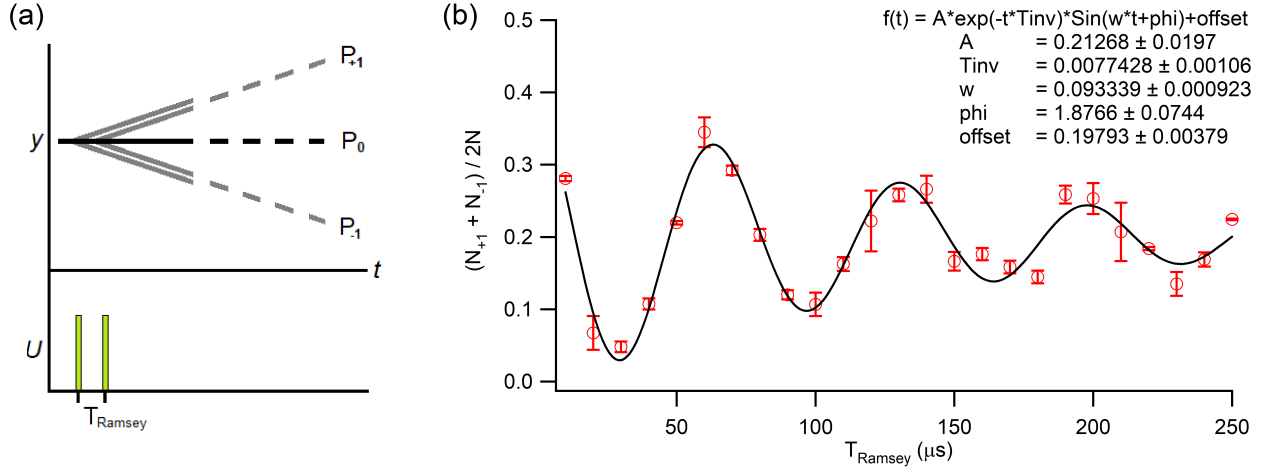 (a)
P+1
y
P0
P-1
t
U
TRamsey
(b)
f(t) = A*exp(-t*Tinv)*Sin(w*t+phi)+offset
A = 0.21268 ± 0.0197
Tinv = 0.0077428 ± 0.00106
w = 0.093339 ± 0.000923
phi = 1.8766 ± 0.0744
offset = 0.19793 ± 0.00379
(N+1 + N-1) / 2N
0.5
0.4
0.3
0.2
0.1
0.0
50 100 150 200 250
TRamsey (μs)